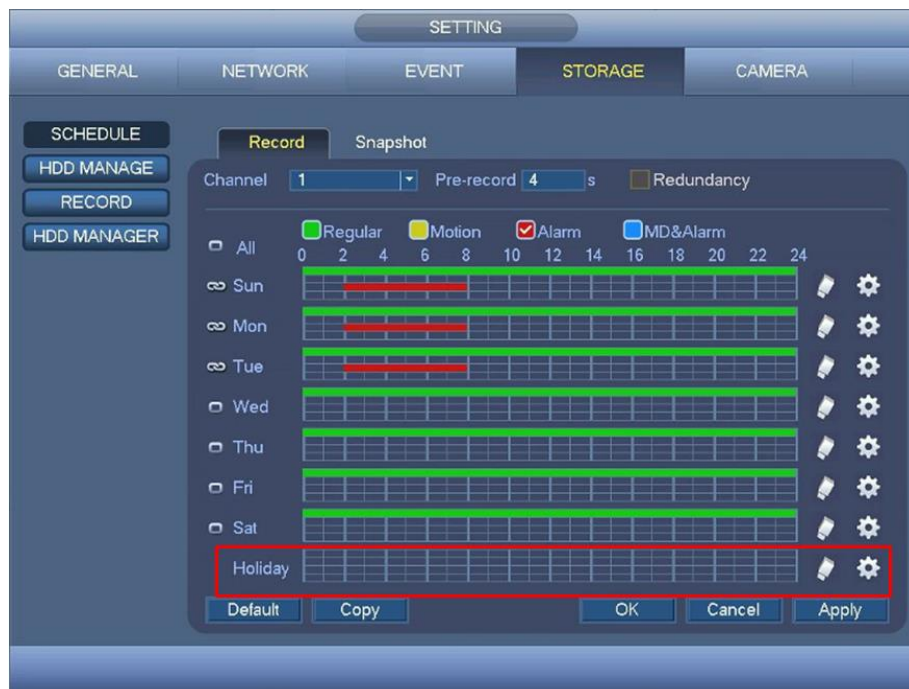 SETTING
GENERAL NETWORK EVENT STORAGE CAMERA
SCHEDULE
HDD MANAGE
RECORD
HDD MANAGER
Record Snapshot
Channel 1 Pre-record 4 s Redundancy
All Regular Motion Alarm MD&Alarm
0 2 4 6 8 10 12 14 16 18 20 22 24
Sun
Mon
Tue
Wed
Thu
Fri
Sat
Holiday
Default Copy OK Cancel Apply